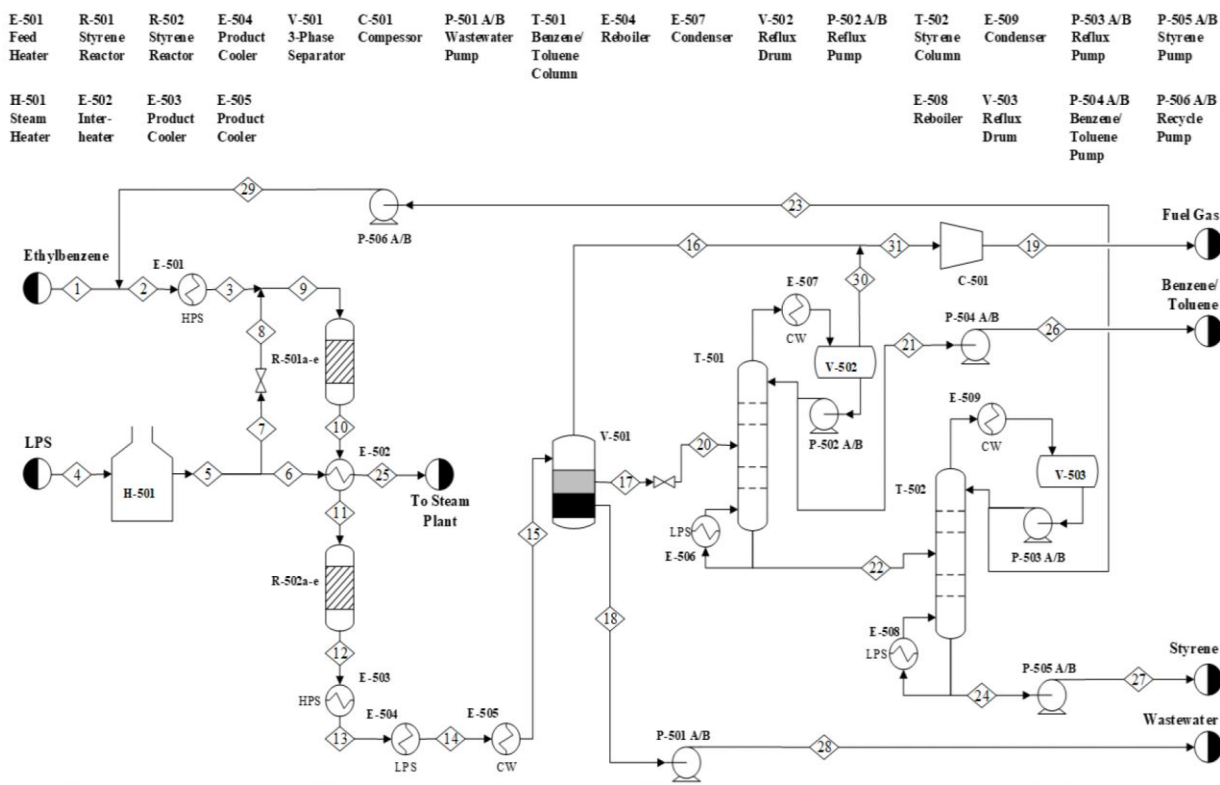 E-501 R-501 R-502 E-504 V-501 C-501 P-501 A/B T-501 E-504 E-507 V-502 P-502 A/B T-502 E-509 P-503 A/B P-505 A/B
Feed Styrene Styrene Product 3-Phase Compessor Wastewater Benzene/ Reboiler Condenser Reflux Reflux Styrene Condenser Reflux Styrene
Heater Reactor Reactor Cooler Separator Pump Toluene Drum Pump Column Pump Pump
Column
H-501 E-502 E-503 E-505 E-508 V-503 P-504 A/B P-506 A/B
Steam Inter- Product Product Reboiler Reflux Benzene/ Recycle
Heater heater Cooler Cooler Drum Toluene Pump
Pump
29
23
P-506 A/B
Fuel Gas
Ethylbenzene
E-501
16
31
19
1
2
3
9
HPS
E-507
30
C-501
Benzene/
Toluene
8
CW
P-504 A/B
26
R-501a-e
T-501
V-502
21
E-509
7
10
P-502 A/B
CW
LPS
E-502
V-501
20
4
H-501
5
6
25
To Steam
Plant
17
T-502
V-503
11
15
LPS
E-506
P-503 A/B
R-502a-e
22
18
12
E-508
LPS
Styrene
E-503
HPS
P-505 A/B
27
24
E-504
E-505
Wastewater
13
14
P-501 A/B
28
LPS
CW